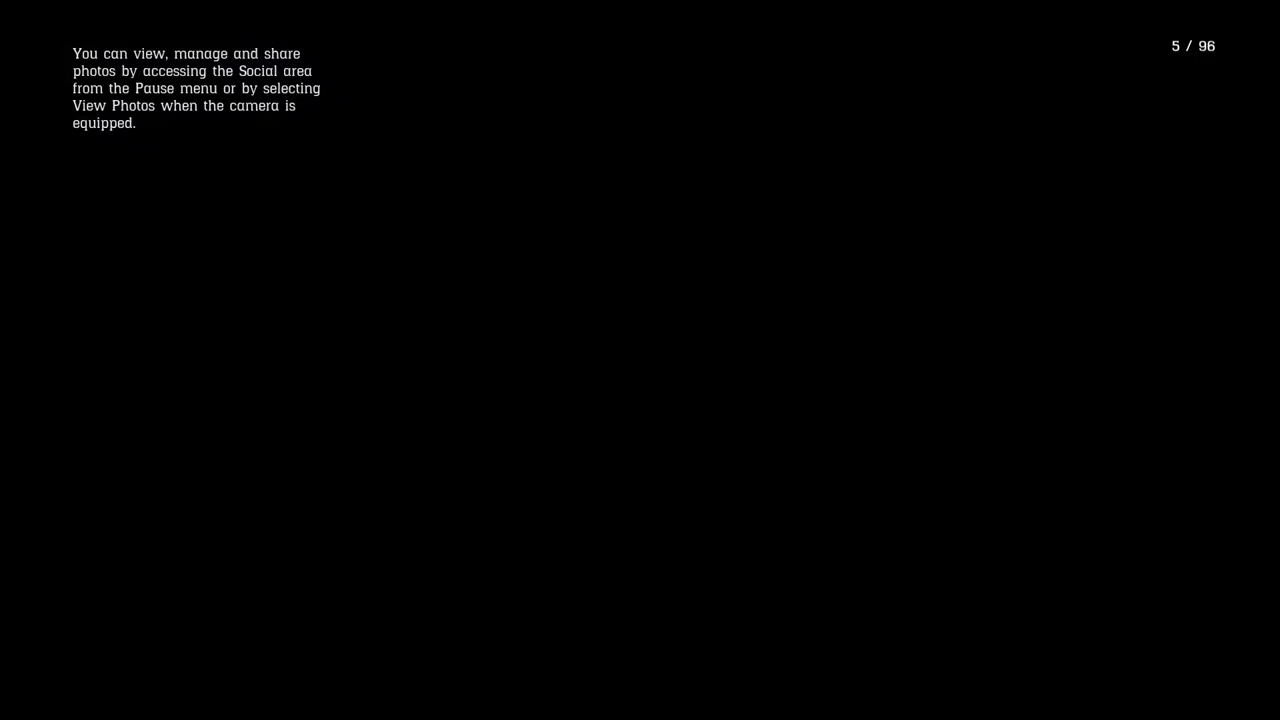 You can view, manage and share
photos by accessing the Social area
from the Pause menu or by selecting
View Photos when the camera is
equipped.
5 / 96